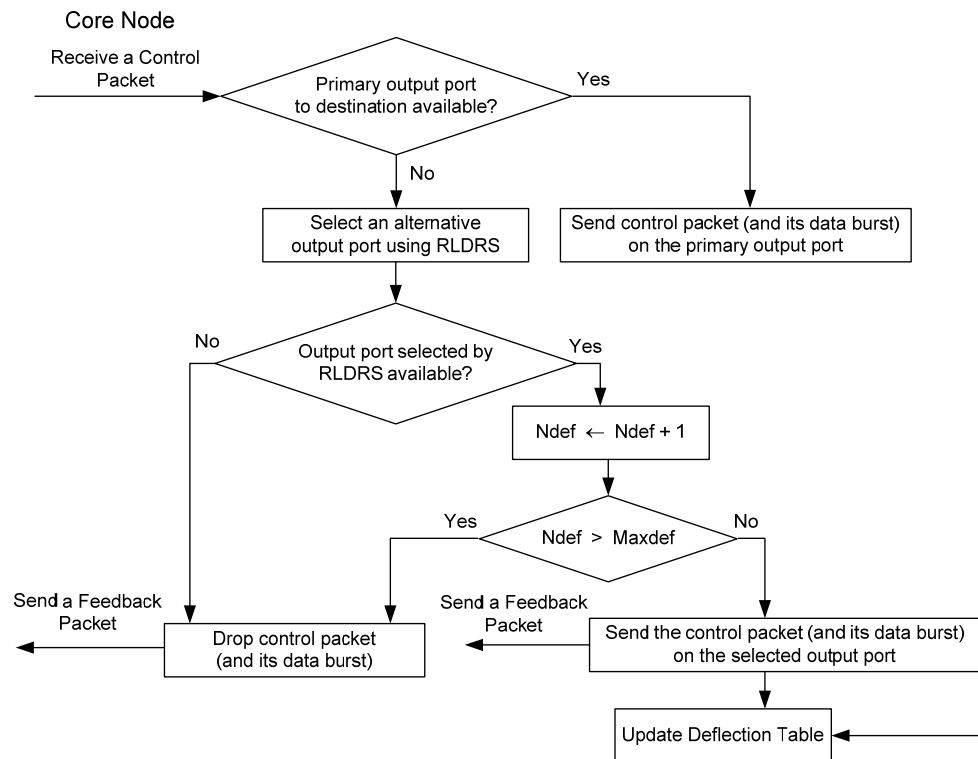 Core Node
Receive a Control
Packet
Primary output port
to destination available?
Yes
No
Select an alternative
output port using RLDRS
Send control packet (and its data burst)
on the primary output port
No
Output port selected by
RLDRS available?
Yes
Ndef ← Ndef + 1
Yes
Ndef > Maxdef
No
Send a Feedback
Packet
Drop control packet
(and its data burst)
Send a Feedback
Packet
Send the control packet (and its data burst)
on the selected output port
Update Deflection Table